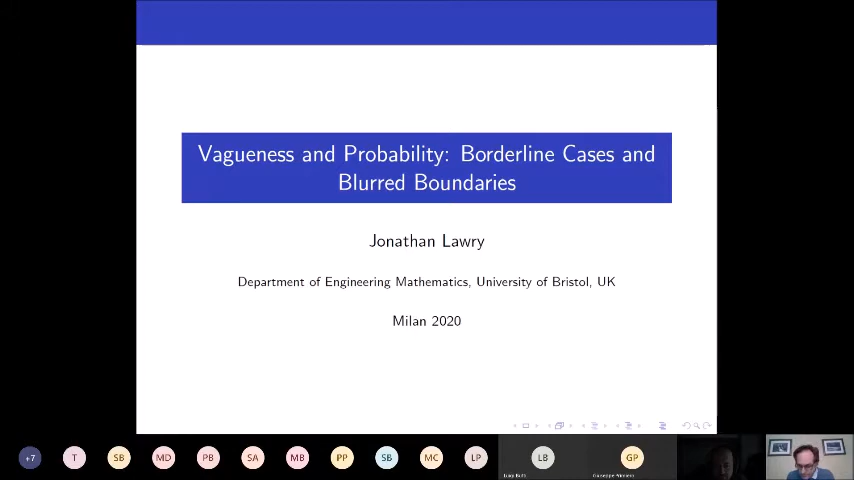 Vagueness and Probability: Borderline Cases and
Blurred Boundaries
Jonathan Lawry
Department of Engineering Mathematics, University of Bristol, UK
Milan 2020
+7
T
SB
MD
PB
SA
MB
PP
SB
MC
LP
LB
GP